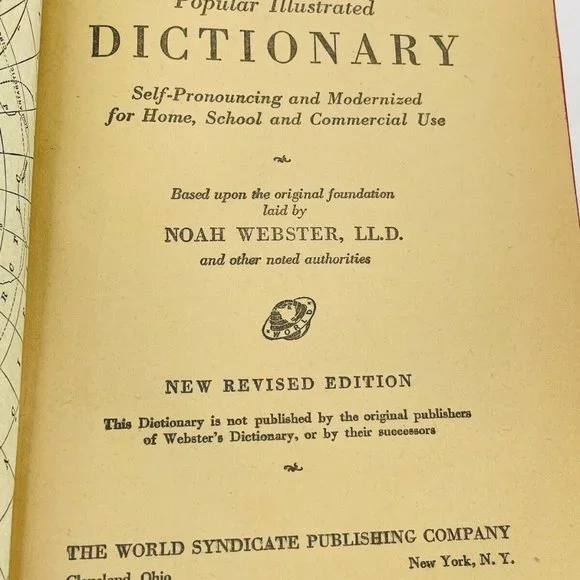 Popular Illustrated
DICTIONARY
Self-Pronouncing and Modernized
for Home, School and Commercial Use
Based upon the original foundation
laid by
NOAH WEBSTER, LL.D.
and other noted authorities
WORLD
NEW REVISED EDITION
This Dictionary is not published by the original publishers
of Webster's Dictionary, or by their successors
THE WORLD SYNDICATE PUBLISHING COMPANY
Cleveland, Ohio New York, N. Y.